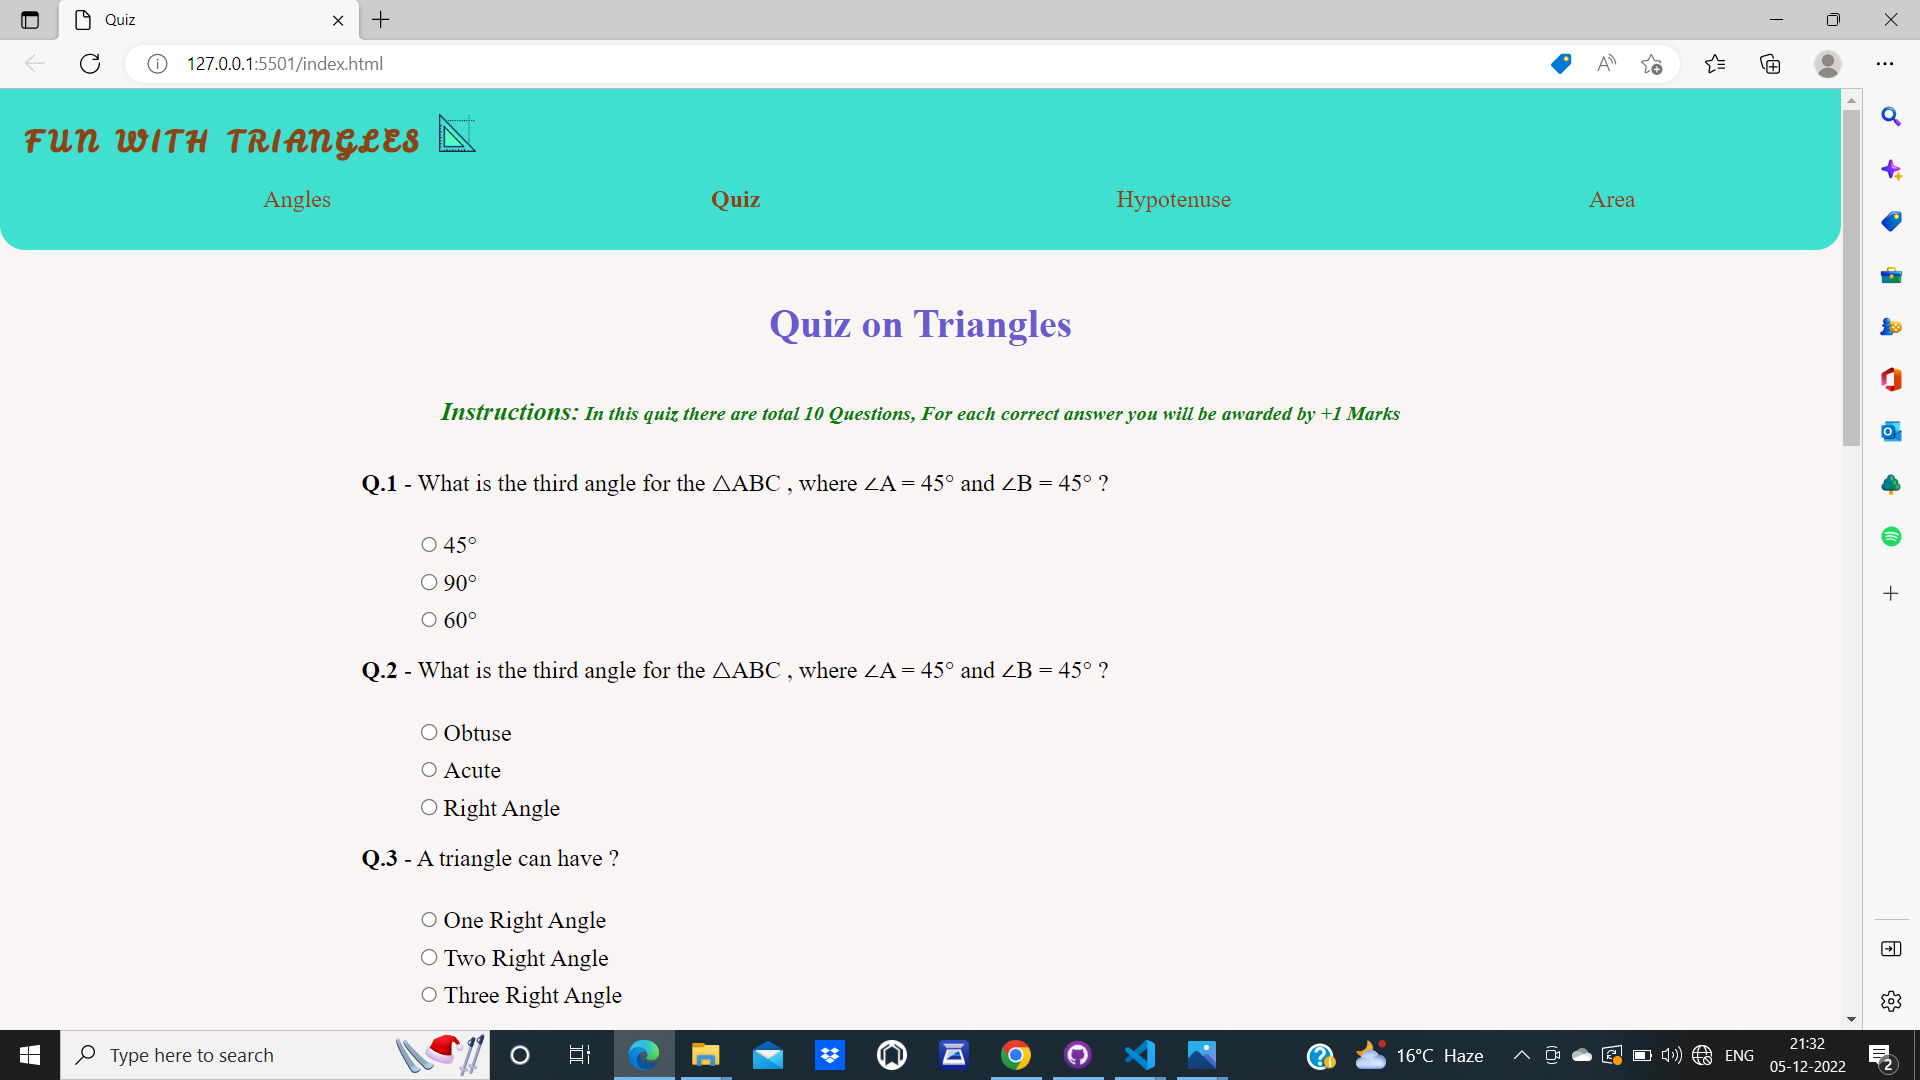 Quiz
127.0.0.1:5501/index.html
FUN WITH TRIANGLES
Angles
Quiz
Hypotenuse
Area
Quiz on Triangles
Instructions: In this quiz there are total 10 Questions, For each correct answer you will be awarded by +1 Marks
Q.1 - What is the third angle for the △ABC , where ∠A = 45° and ∠B = 45° ?
45°
90°
60°
Q.2 - What is the third angle for the △ABC , where ∠A = 45° and ∠B = 45° ?
Obtuse
Acute
Right Angle
Q.3 - A triangle can have ?
One Right Angle
Two Right Angle
Three Right Angle
Type here to search
16°C Haze
ENG
21:32
05-12-2022
2